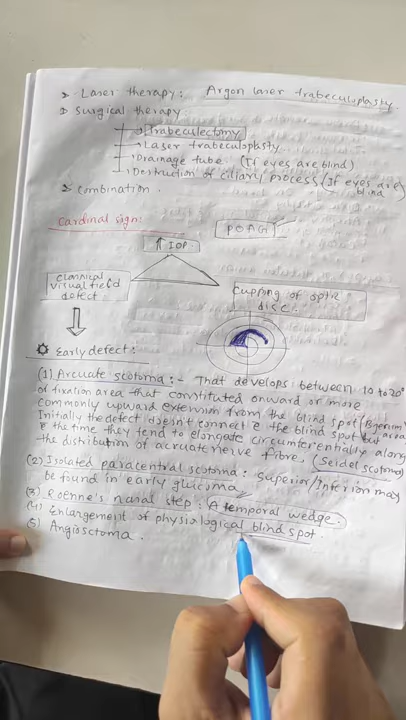 » Laser therapy: Argon laser trabeculoplasty.
» Surgical therapy:
→ Trabeculectomy
→ Laser trabeculoplasty
→ Drainage tube (If eyes are blind)
→ Destruction of ciliary process (If eyes are blind)
» Combination.
Cardinal sign:
POAG
↑ IOP
Classical visual field defect
Cupping of optic disc
Early defect:
(1) Arcuate scotoma:- That develops between 10 to 20°
of fixation area that constituted onward or more
commonly upward extension from the blind spot
Initially the defect doesn't connect c the blind spot but
c the time they tend to elongate circumferentially along
the distribution of acruate nerve fibre. (Seidel scotoma)
(2) Isolated paracentral scotoma: Superior/Inferior may
be found in early glucoma
(3) Roenne's nasal step: A temporal wedge.
(4) Enlargement of physiological blind spot
(5) Angiosctoma.